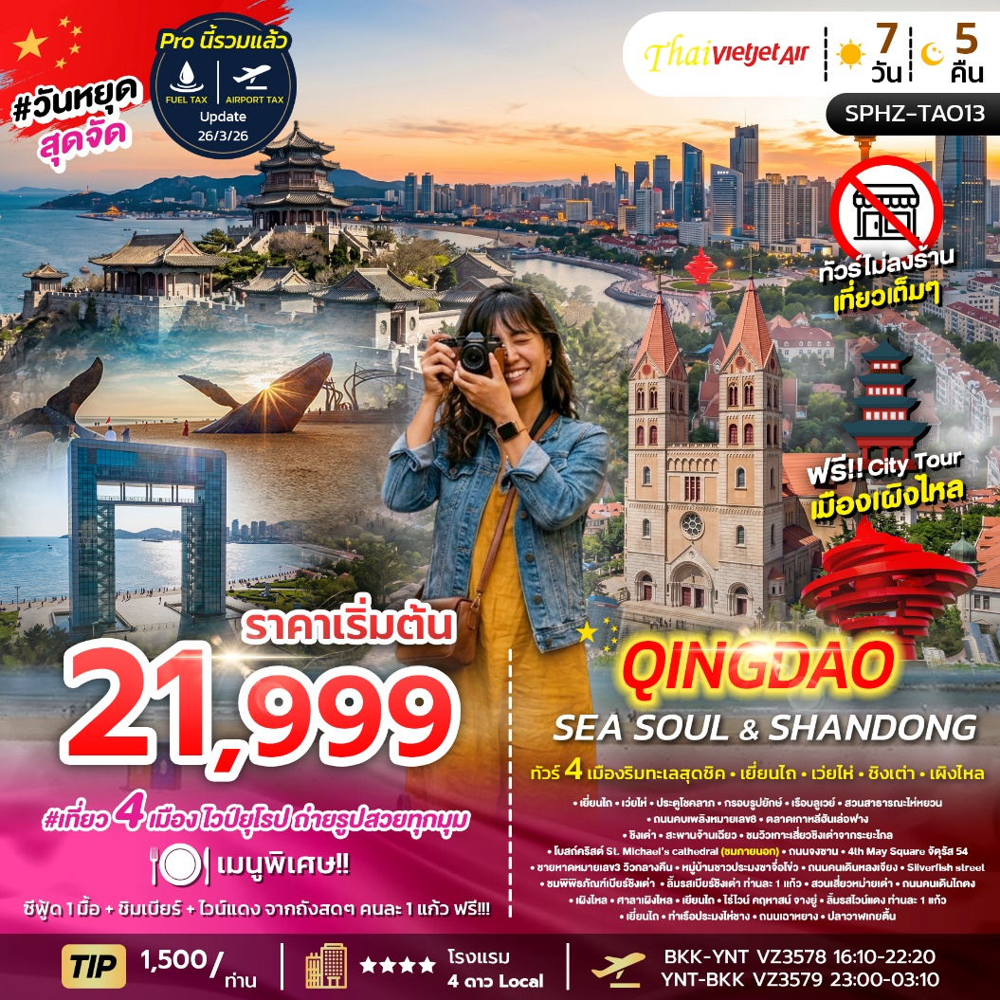 Pro นี้รวมแล้ว
FUEL TAX
AIRPORT TAX
Update
26/3/26
#วันหยุด
สุดจัด
Thai vietjet Air
7
วัน
5
คืน
SPHZ-TAO13
ทัวร์ไม่ลงร้าน
เที่ยวเต็มๆ
ฟรี!! City Tour
เมืองเผิงไหล
ราคาเริ่มต้น
21,999
#เที่ยว 4 เมือง ไวป์ยุโรป ถ่ายรูปสวยทุกมุม
เมนูพิเศษ!!
ซีฟู้ด 1 มื้อ + ชิมเบียร์ + ไวน์แดง จากถังสดๆ คนละ 1 แก้ว ฟรี!!!
QINGDAO
SEA SOUL & SHANDONG
ทัวร์ 4 เมืองริมทะเลสุดชิค • เยี่ยนไถ • เว่ยไห่ • ชิงเต่า • เผิงไหล
• เยี่ยนไถ • เว่ยไห่ • ประตูโชคลาภ • กรอบรูปยักษ์ • เรือบลูเวย์ • สวนสาธารณะไห่หยวน
• ถนนคบเพลิงหมายเลข8 • ตลาดเกาหลีฮันเล่อฟาง
• ชิงเต่า • สะพานจ้านเฉียว • ชมวิวเกาะเสี่ยวชิงเต่าจากระยะไกล
• โบสถ์คริสต์ St. Michael's cathedral (ชมภายนอก) • ถนนจงซาน • 4th May Square จัตุรัส 54
• ชายหาดหมายเลข3 วิวกลางคืน • หมู่บ้านชาวประมงซาจื่อโข่ว • ถนนคนเดินหลงเจียง • Silverfish street
• ชมพิพิธภัณฑ์เบียร์ชิงเต่า • ลิ้มรสเบียร์ชิงเต่า ท่านละ 1 แก้ว • สวนเสี่ยวหม่ายเต่า • ถนนคนเดินไถตง
• เผิงไหล • ศาลาเผิงไหล • เยียนไถ • ไร่ไวน์ คฤหาสน์ จางยู่ • ลิ้มรสไวน์แดง ท่านละ 1 แก้ว
• เยี่ยนไถ • ท่าเรือประมงไห่ชาง • ถนนเฉาหยาง • ปลาวาฬเกยตื้น
TIP
1,500/ท่าน
โรงแรม
4 ดาว Local
BKK-YNT VZ3578 16:10-22:20
YNT-BKK VZ3579 23:00-03:10